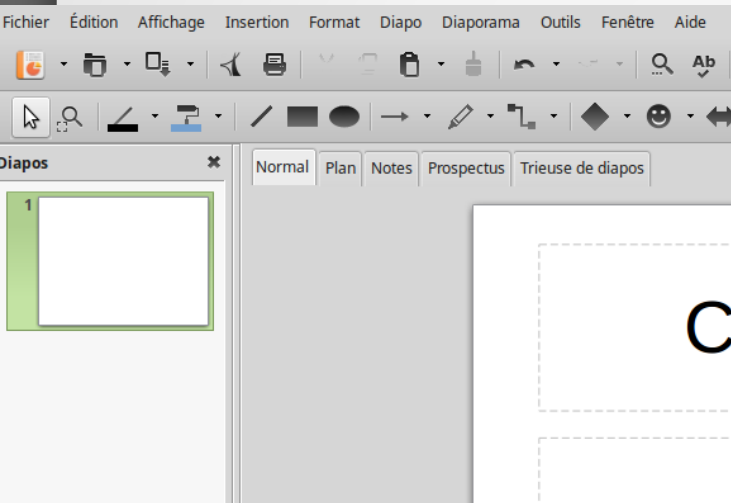 Fichier Édition Affichage Insertion Format Diapo Diaporama Outils Fenêtre Aide
Ab
Diapos
Normal Plan Notes Prospectus Trieuse de diapos
1
C